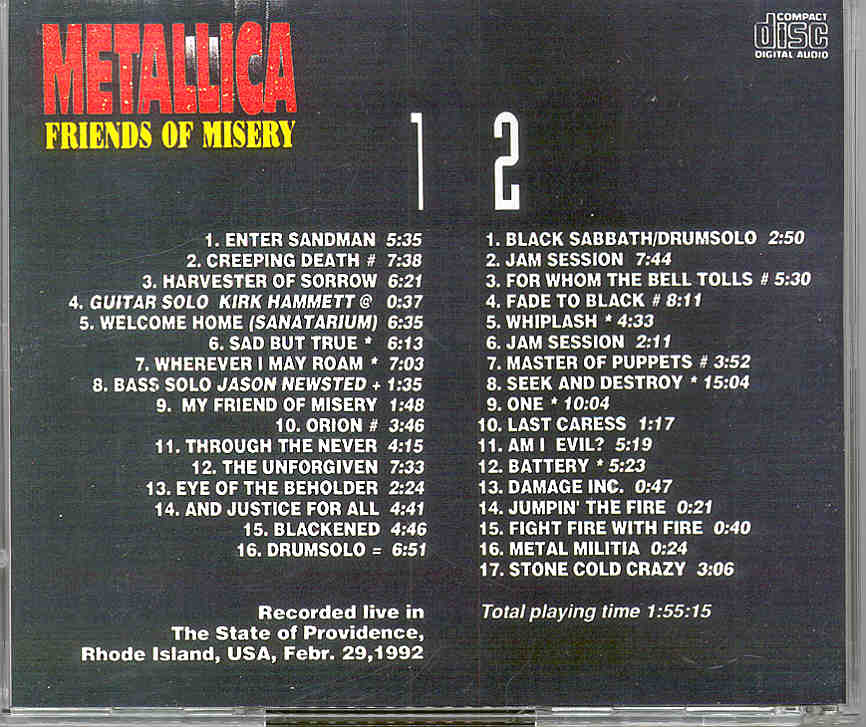 METALLICA
FRIENDS OF MISERY
COMPACT
disc
DIGITAL AUDIO
1
1. ENTER SANDMAN 5:35
2. CREEPING DEATH # 7:38
3. HARVESTER OF SORROW 6:21
4. GUITAR SOLO KIRK HAMMETT @ 0:37
5. WELCOME HOME (SANATARIUM) 6:35
6. SAD BUT TRUE * 6:13
7. WHEREVER I MAY ROAM * 7:03
8. BASS SOLO JASON NEWSTED + 1:35
9. MY FRIEND OF MISERY 1:48
10. ORION # 3:46
11. THROUGH THE NEVER 4:15
12. THE UNFORGIVEN 7:33
13. EYE OF THE BEHOLDER 2:24
14. AND JUSTICE FOR ALL 4:41
15. BLACKENED 4:46
16. DRUMSOLO = 6:51
Recorded live in
The State of Providence,
Rhode Island, USA, Febr. 29,1992
2
1. BLACK SABBATH/DRUMSOLO 2:50
2. JAM SESSION 7:44
3. FOR WHOM THE BELL TOLLS # 5:30
4. FADE TO BLACK # 8:11
5. WHIPLASH * 4:33
6. JAM SESSION 2:11
7. MASTER OF PUPPETS # 3:52
8. SEEK AND DESTROY * 15:04
9. ONE * 10:04
10. LAST CARESS 1:17
11. AM I EVIL? 5:19
12. BATTERY * 5:23
13. DAMAGE INC. 0:47
14. JUMPIN' THE FIRE 0:21
15. FIGHT FIRE WITH FIRE 0:40
16. METAL MILITIA 0:24
17. STONE COLD CRAZY 3:06
Total playing time 1:55:15